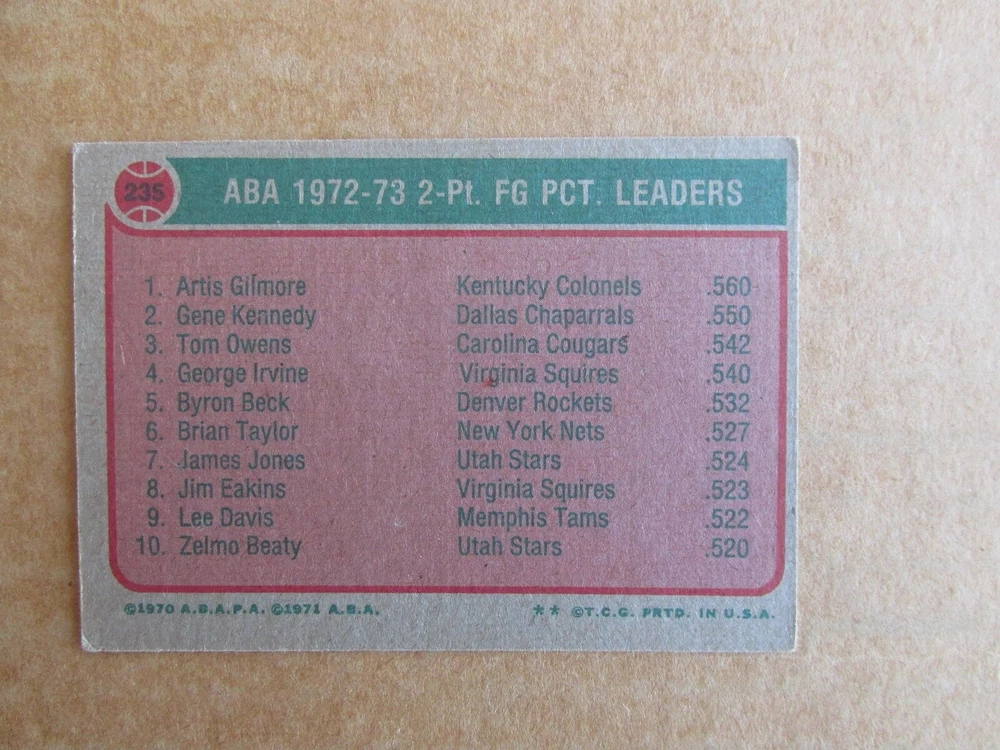 235 ABA 1972-73 2-Pt. FG PCT. LEADERS
1. Artis Gilmore Kentucky Colonels .560
2. Gene Kennedy Dallas Chaparrals .550
3. Tom Owens Carolina Cougars .542
4. George Irvine Virginia Squires .540
5. Byron Beck Denver Rockets .532
6. Brian Taylor New York Nets .527
7. James Jones Utah Stars .524
8. Jim Eakins Virginia Squires .523
9. Lee Davis Memphis Tams .522
10. Zelmo Beaty Utah Stars .520
©1970 A.B.A.P.A. ©1971 A.B.A. ** ©T.C.G. PRTD. IN U.S.A.